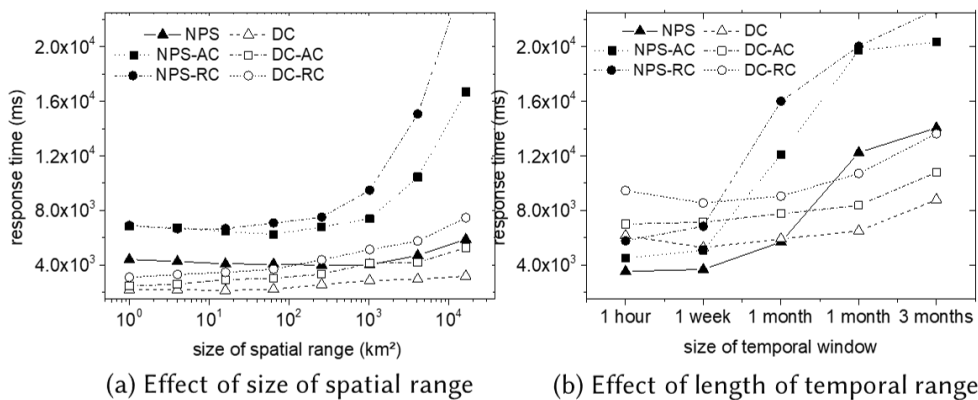 NPS DC
NPS-AC DC-AC
NPS-RC DC-RC
2.0x10⁴
1.6x10⁴
1.2x10⁴
8.0x10³
4.0x10³
response time (ms)
10⁰ 10¹ 10² 10³ 10⁴
size of spatial range (km²)
(a) Effect of size of spatial range
NPS DC
NPS-AC DC-AC
NPS-RC DC-RC
2.0x10⁴
1.6x10⁴
1.2x10⁴
8.0x10³
4.0x10³
response time (ms)
1 hour 1 week 1 month 1 month 3 months
size of temporal window
(b) Effect of length of temporal range